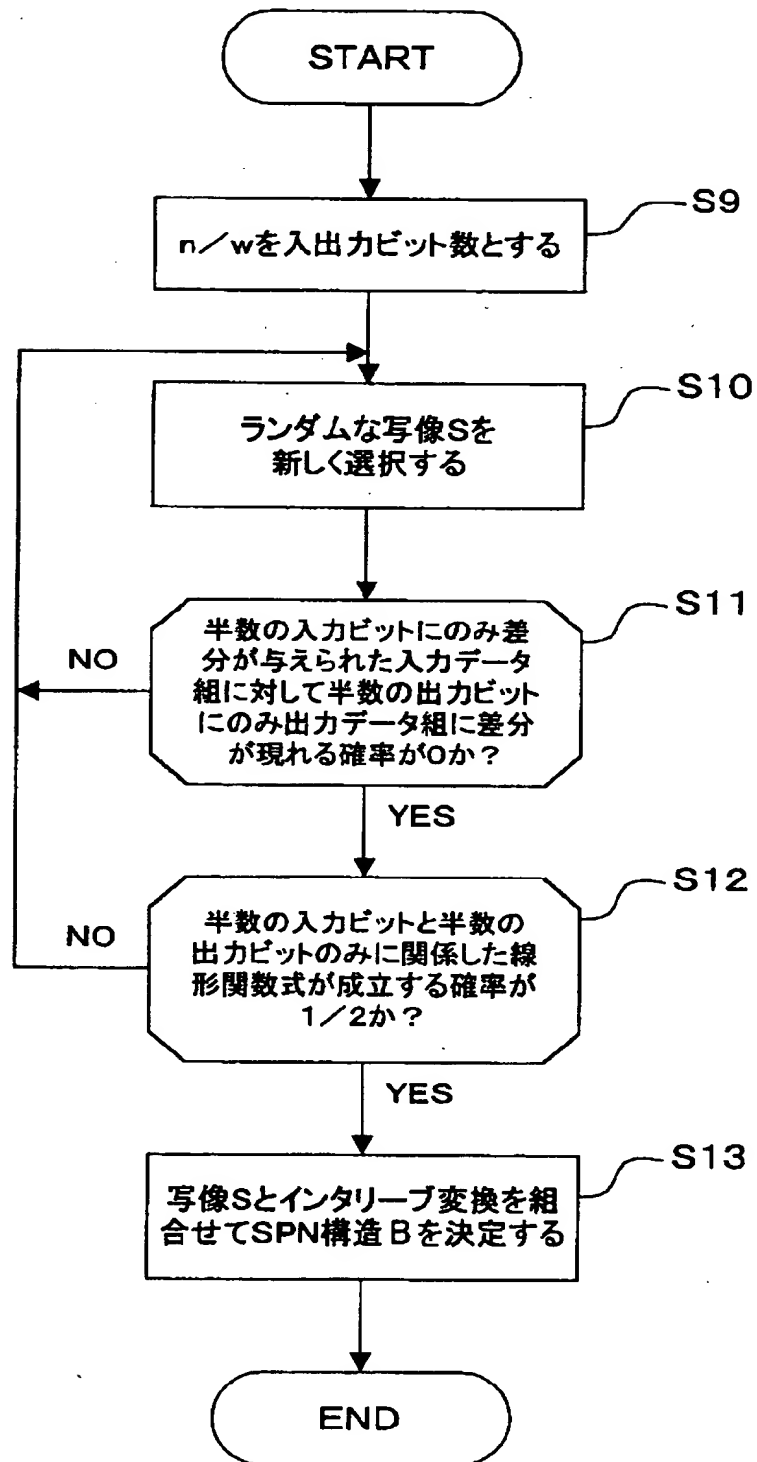 START
S9
n／wを入出力ビット数とする
S10
ランダムな写像Sを
新しく選択する
S11
半数の入力ビットにのみ差
分が与えられた入力データ
組に対して半数の出力ビット
にのみ出力データ組に差分
が現れる確率が0か？
NO
YES
S12
半数の入力ビットと半数の
出力ビットのみに関係した線
形関数式が成立する確率が
1／2か？
NO
YES
S13
写像Sとインタリーブ変換を組
合せてSPN構造Bを決定する
END